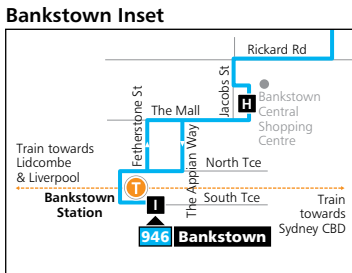 Bankstown Inset
Rickard Rd
Jacobs St
H
Bankstown
Central
Shopping
Centre
Fetherstone St
The Mall
The Appian Way
Train towards
Lidcombe
& Liverpool
North Tce
T
Bankstown
Station
I
South Tce
Train
towards
Sydney CBD
946 Bankstown